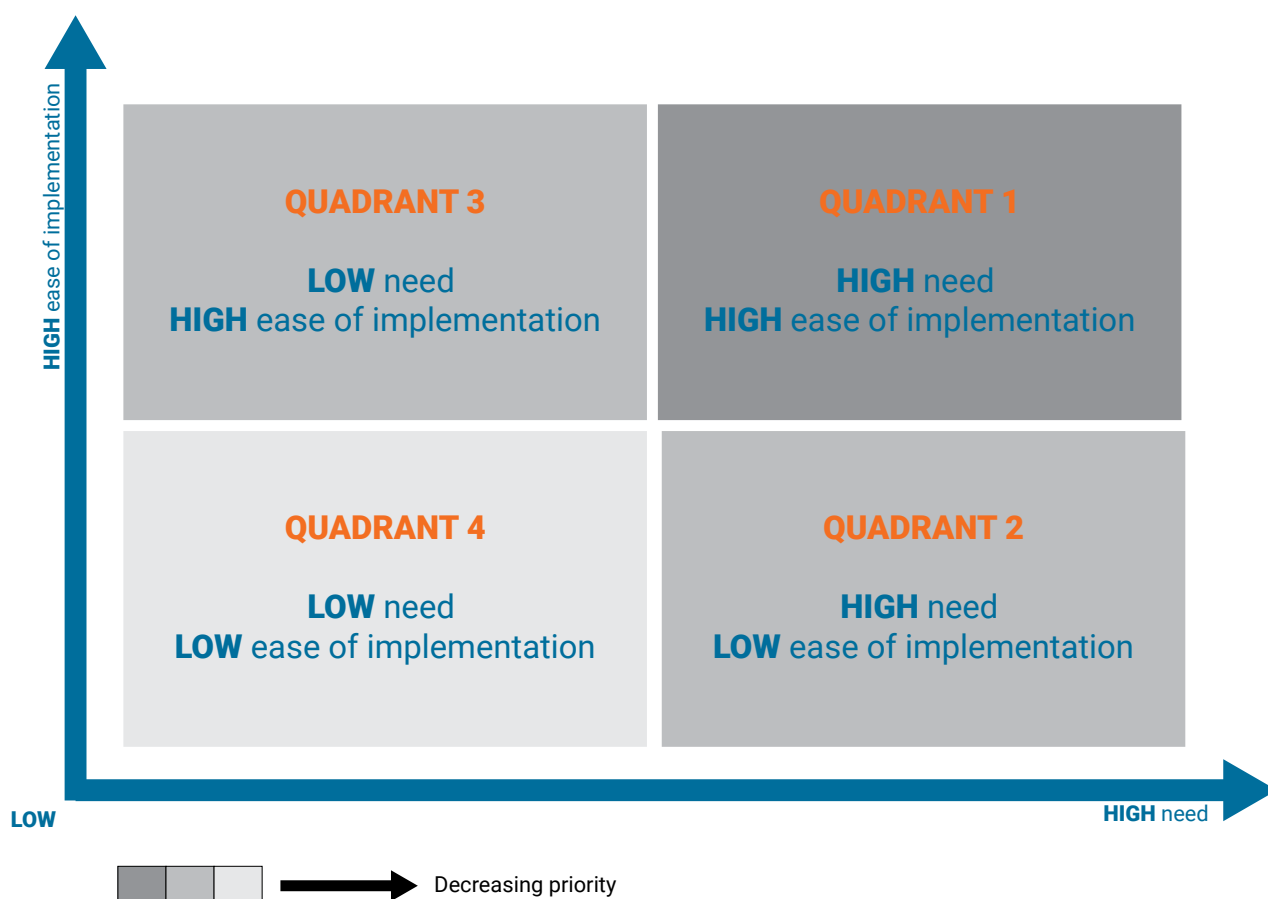 HIGH ease of implementation
QUADRANT 3
LOW need
HIGH ease of implementation
QUADRANT 1
HIGH need
HIGH ease of implementation
QUADRANT 4
LOW need
LOW ease of implementation
QUADRANT 2
HIGH need
LOW ease of implementation
LOW
HIGH need
Decreasing priority